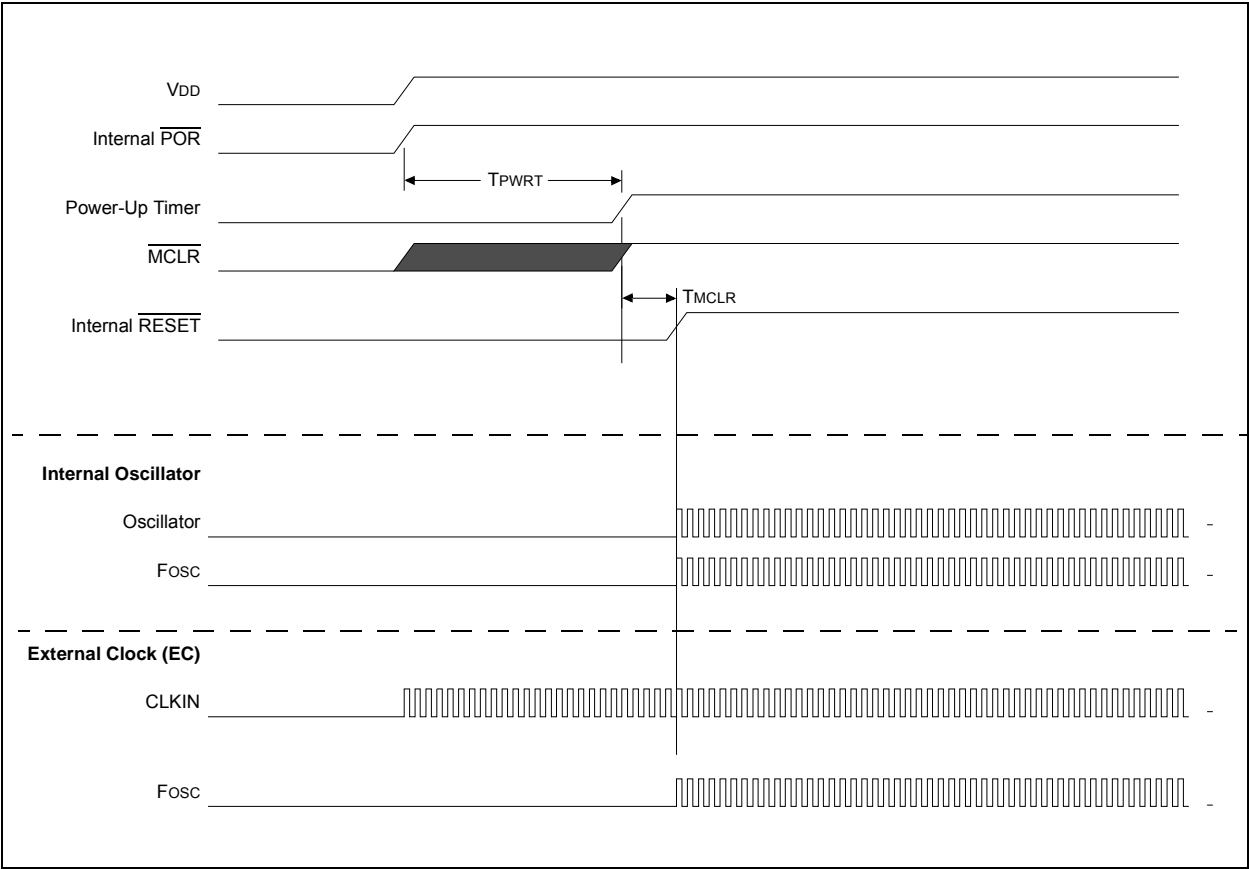 VDD
Internal POR
TPWRT
Power-Up Timer
MCLR
TMCLR
Internal RESET
Internal Oscillator
Oscillator
FOSC
External Clock (EC)
CLKIN
FOSC